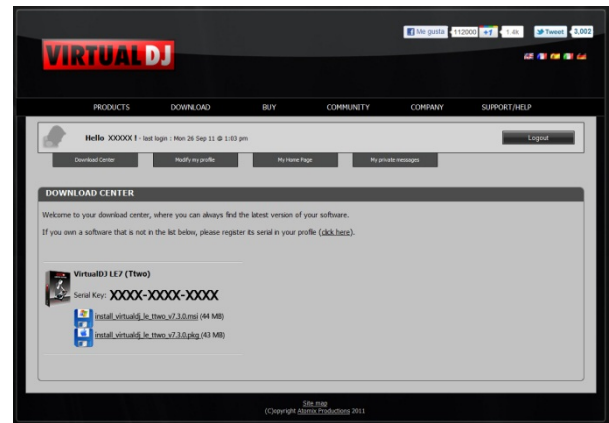 Me gusta 112000 +1 1.4k Tweet 3,002
VIRTUAL DJ
PRODUCTS DOWNLOAD BUY COMMUNITY COMPANY SUPPORT/HELP
Hello XXXXX ! - last login : Mon 26 Sep 11 @ 1:03 pm Logout
Download Center Modify my profile My Home Page My private messages
DOWNLOAD CENTER
Welcome to your download center, where you can always find the latest version of your software.
If you own a software that is not in the list below, please register its serial in your profile (click here).
VirtualDJ LE7 (Ttwo)
Serial Key: XXXX-XXXX-XXXX
install_virtualdj_le_ttwo_v7.3.0.msi (44 MB)
install_virtualdj_le_ttwo_v7.3.0.pkg (43 MB)
Site map
(C)opyright Atomix Productions 2011